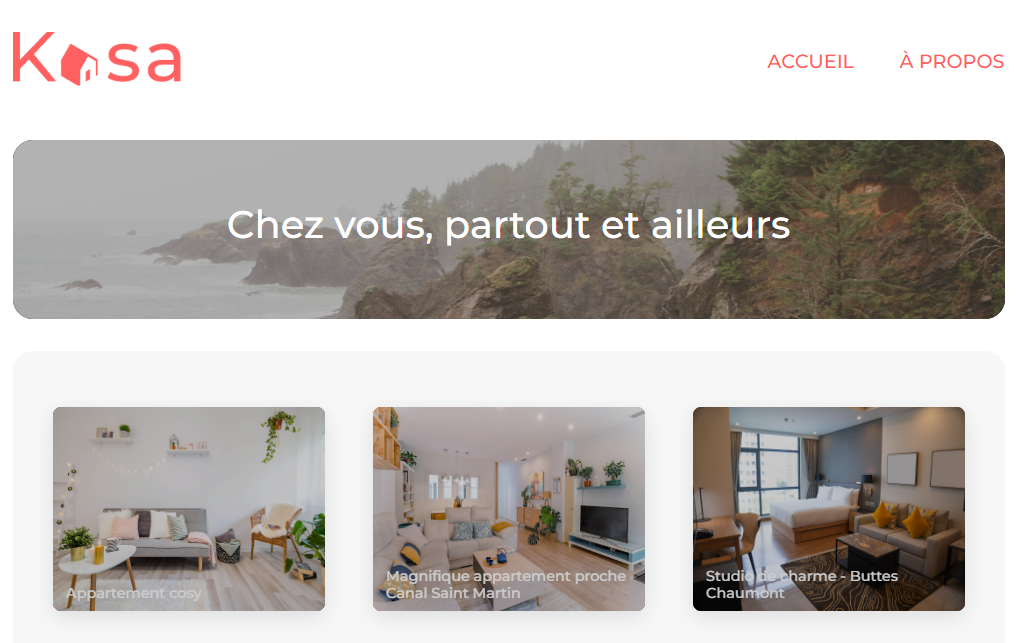 Kasa
ACCUEIL À PROPOS
Chez vous, partout et ailleurs
Appartement cosy
Magnifique appartement proche
Canal Saint Martin
Studio de charme - Buttes
Chaumont